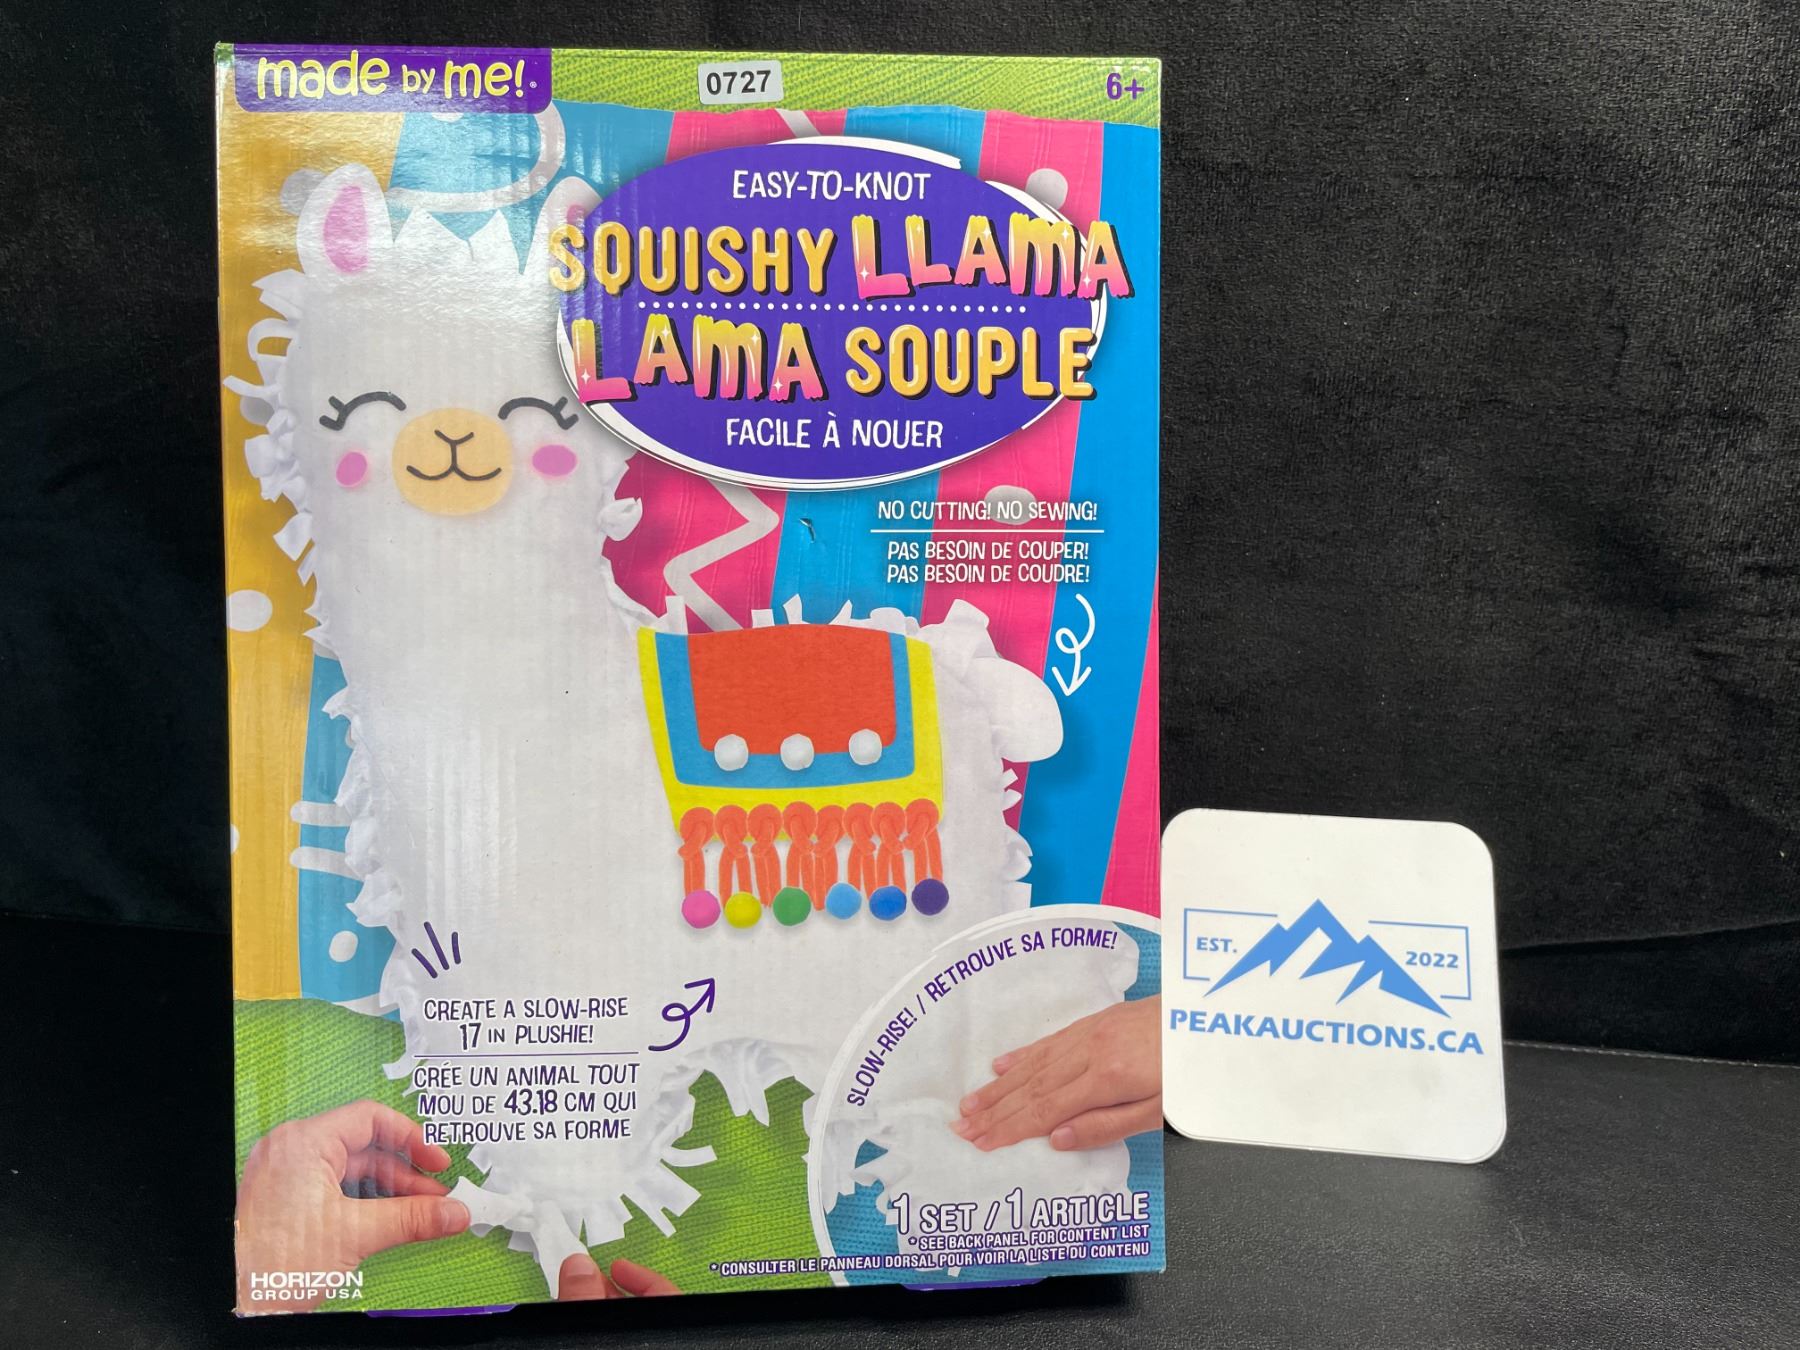 made by me!
0727
6+
EASY-TO-KNOT
SQUISHY LLAMA
LAMA SOUPLE
FACILE À NOUER
NO CUTTING! NO SEWING!
PAS BESOIN DE COUPER!
PAS BESOIN DE COUDRE!
CREATE A SLOW-RISE
17 IN PLUSHIE!
CRÉE UN ANIMAL TOUT
MOU DE 43.18 CM QUI
RETROUVE SA FORME
SLOW-RISE! / RETROUVE SA FORME!
1 SET / 1 ARTICLE
*SEE BACK PANEL FOR CONTENT LIST
*CONSULTER LE PANNEAU DORSAL POUR VOIR LA LISTE DU CONTENU
HORIZON
GROUP USA
EST. 2022
PEAKAUCTIONS.CA